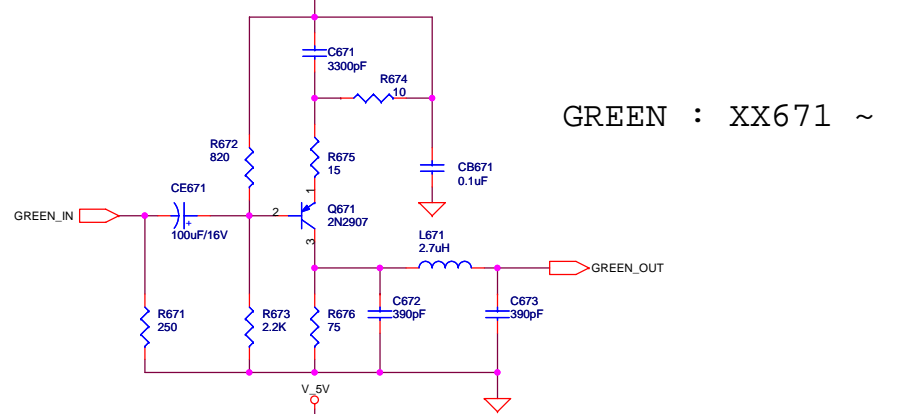 C671
3300pF
R674
10
GREEN : XX671 ~
R672
820
R675
15
CB671
0.1uF
CE671
1
GREEN_IN
2
Q671
2N2907
+
100uF/16V
3
L671
2.7uH
GREEN_OUT
R671
250
R673
2.2K
R676
75
C672
390pF
C673
390pF
V_5V